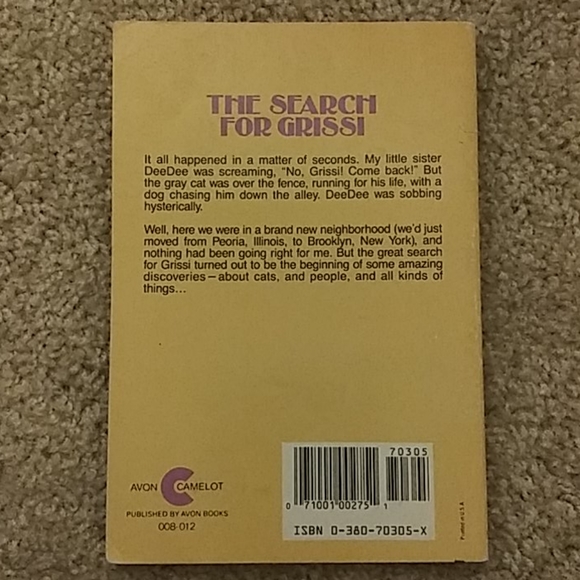 THE SEARCH
FOR GRISSI
It all happened in a matter of seconds. My little sister
DeeDee was screaming, "No, Grissi! Come back!" But
the gray cat was over the fence, running for his life, with a
dog chasing him down the alley. DeeDee was sobbing
hysterically.
Well, here we were in a brand new neighborhood (we'd just
moved from Peoria, Illinois, to Brooklyn, New York), and
nothing had been going right for me. But the great search
for Grissi turned out to be the beginning of some amazing
discoveries—about cats, and people, and all kinds of
things...
70305
AVON CAMELOT
PUBLISHED BY AVON BOOKS
008-012
0 71001 00275 1
ISBN 0-380-70305-X
Printed in U.S.A.